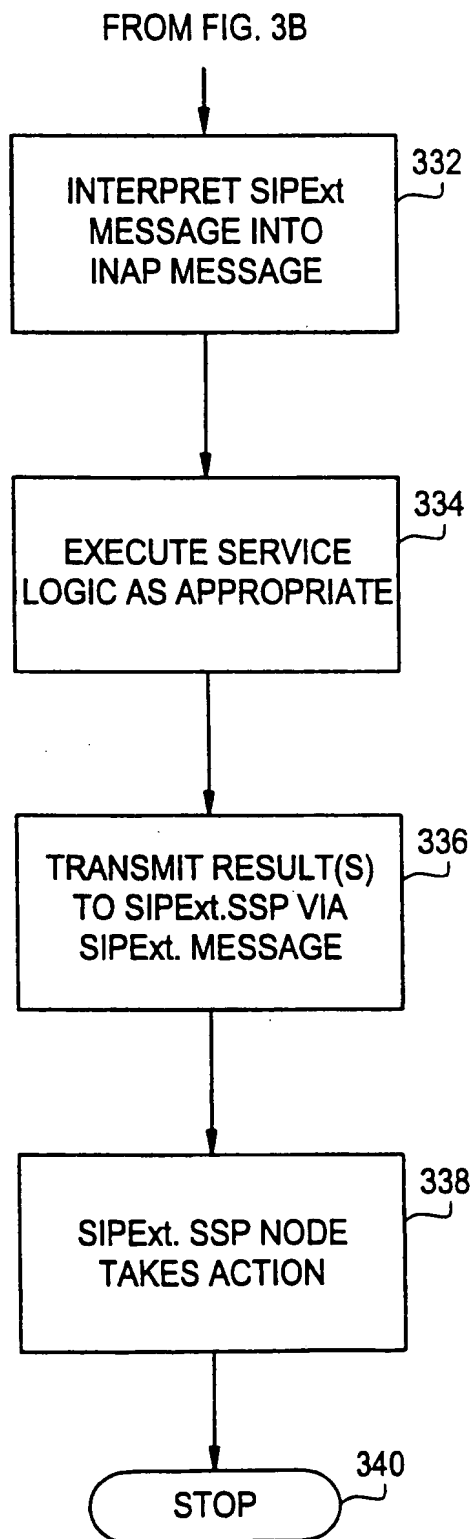 FROM FIG. 3B
332
INTERPRET SIPExt
MESSAGE INTO
INAP MESSAGE
334
EXECUTE SERVICE
LOGIC AS APPROPRIATE
336
TRANSMIT RESULT(S)
TO SIPExt.SSP VIA
SIPExt. MESSAGE
338
SIPExt. SSP NODE
TAKES ACTION
340
STOP